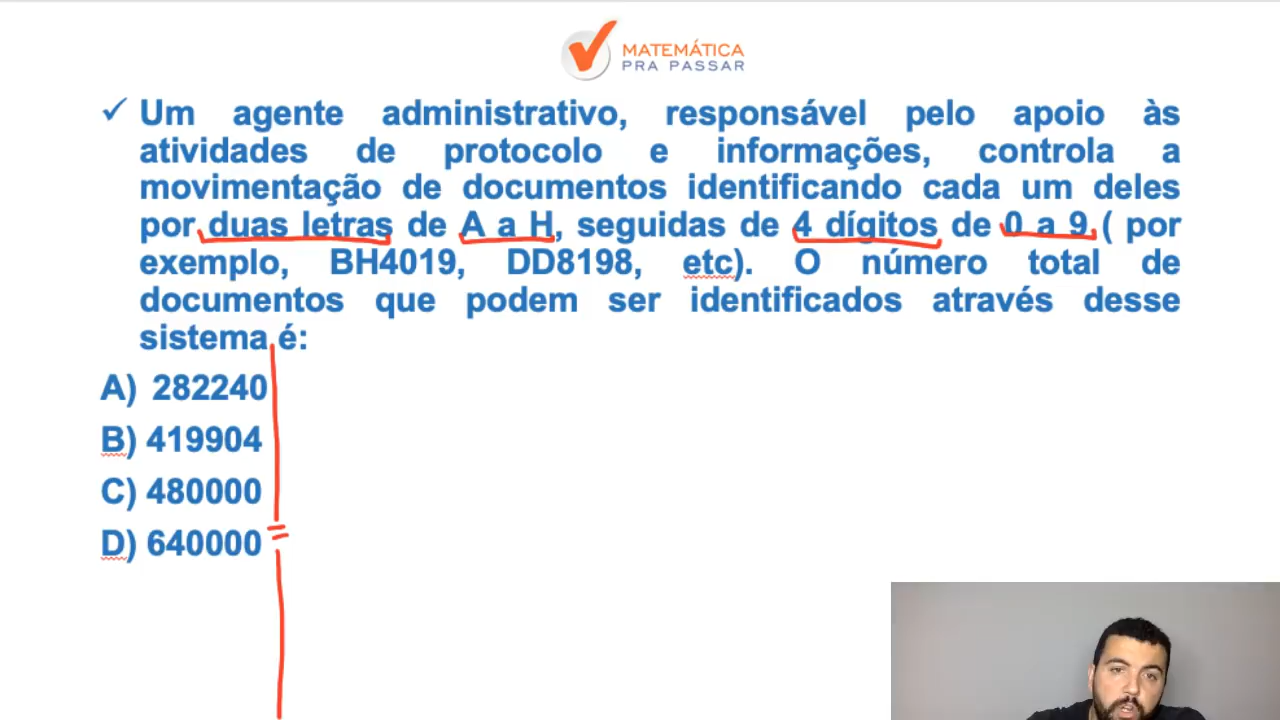 MATEMÁTICA
PRA PASSAR
✓ Um agente administrativo, responsável pelo apoio às
atividades de protocolo e informações, controla a
movimentação de documentos identificando cada um deles
por duas letras de A a H, seguidas de 4 dígitos de 0 a 9, ( por
exemplo, BH4019, DD8198, etc). O número total de
documentos que podem ser identificados através desse
sistema é:
A) 282240
B) 419904
C) 480000
D) 640000